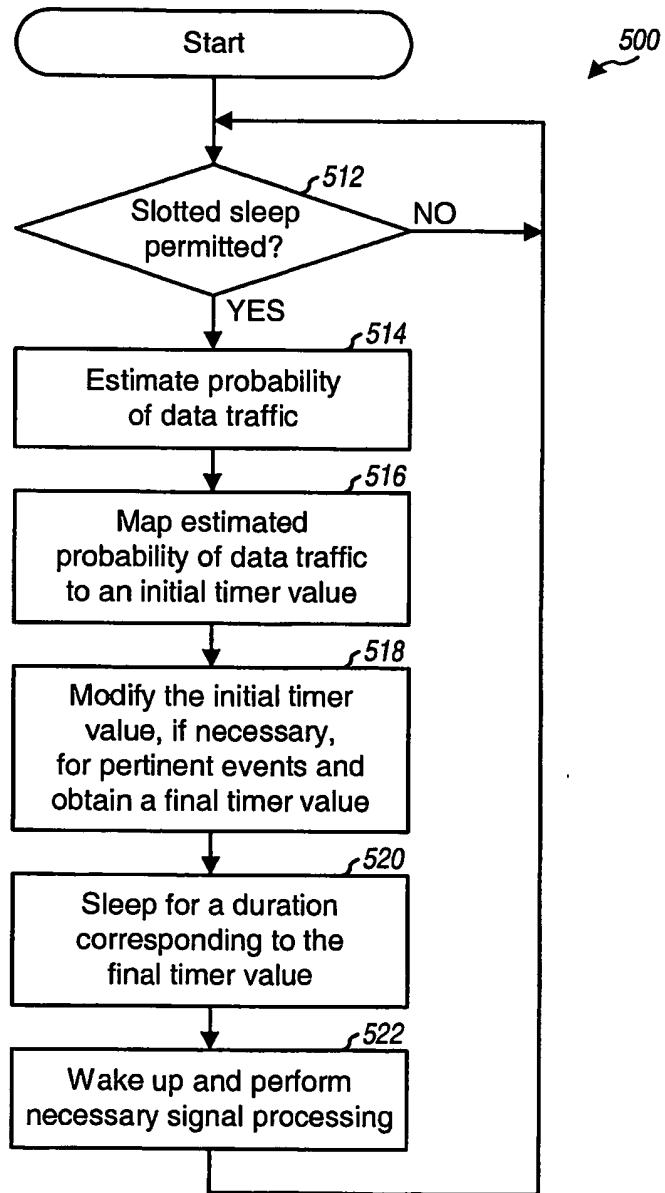 Start
500
512
Slotted sleep
permitted?
NO
YES
514
Estimate probability
of data traffic
516
Map estimated
probability of data traffic
to an initial timer value
518
Modify the initial timer
value, if necessary,
for pertinent events and
obtain a final timer value
520
Sleep for a duration
corresponding to the
final timer value
522
Wake up and perform
necessary signal processing